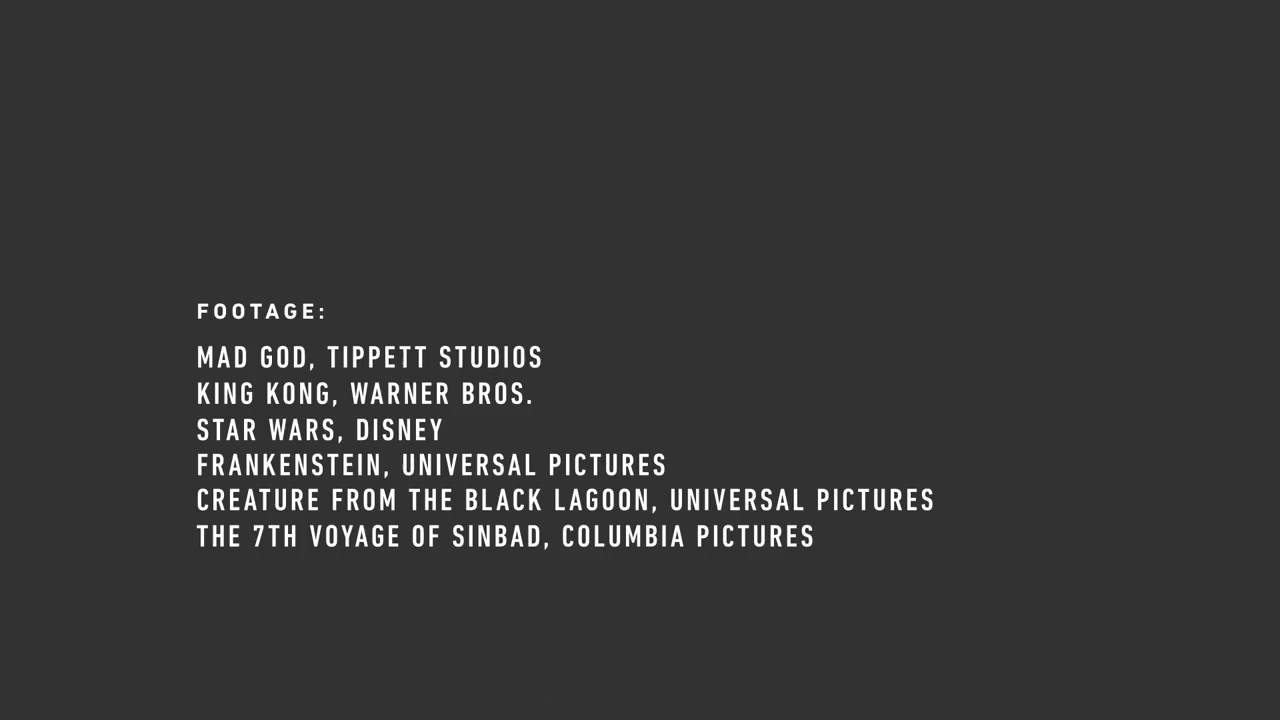 FOOTAGE:
MAD GOD, TIPPETT STUDIOS
KING KONG, WARNER BROS.
STAR WARS, DISNEY
FRANKENSTEIN, UNIVERSAL PICTURES
CREATURE FROM THE BLACK LAGOON, UNIVERSAL PICTURES
THE 7TH VOYAGE OF SINBAD, COLUMBIA PICTURES